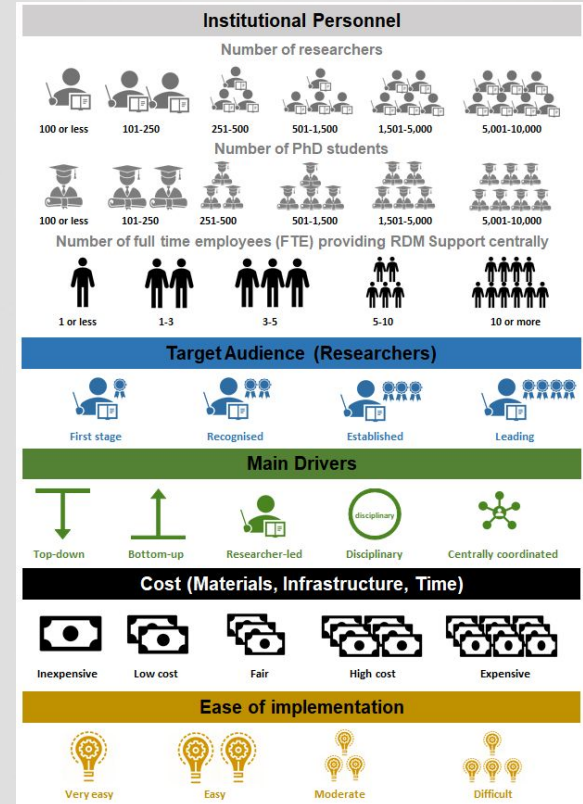 Institutional Personnel
Number of researchers
100 or less 101-250 251-500 501-1,500 1,501-5,000 5,001-10,000
Number of PhD students
100 or less 101-250 251-500 501-1,500 1,501-5,000 5,001-10,000
Number of full time employees (FTE) providing RDM Support centrally
1 or less 1-3 3-5 5-10 10 or more
Target Audience (Researchers)
First stage Recognised Established Leading
Main Drivers
disciplinary
Top-down Bottom-up Researcher-led Disciplinary Centrally coordinated
Cost (Materials, Infrastructure, Time)
Inexpensive Low cost Fair High cost Expensive
Ease of implementation
Very easy Easy Moderate Difficult